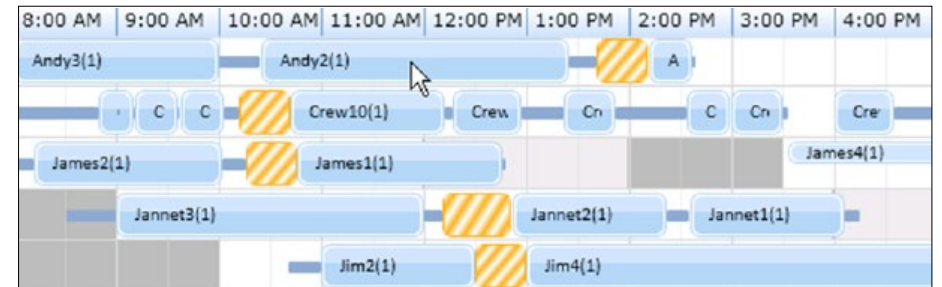 8:00 AM 9:00 AM 10:00 AM 11:00 AM 12:00 PM 1:00 PM 2:00 PM 3:00 PM 4:00 PM
Andy3(1) Andy2(1) A
C C Crew10(1) Crew C Cre
James2(1) James1(1) James4(1)
Jannet3(1) Jannet2(1) Jannet1(1)
Jim2(1) Jim4(1)